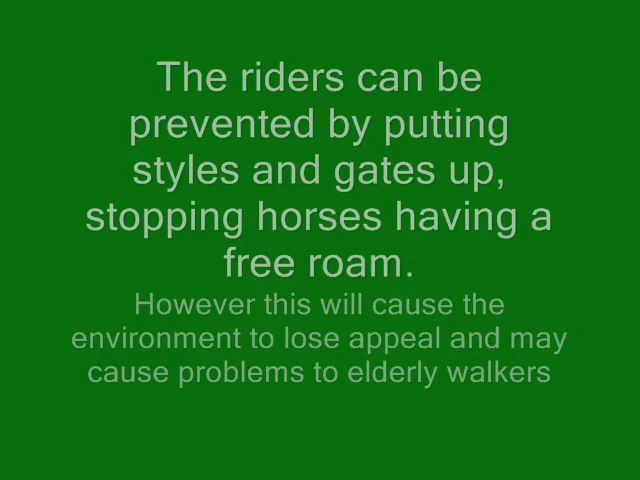 The riders can be
prevented by putting
styles and gates up,
stopping horses having a
free roam.
However this will cause the
environment to lose appeal and may
cause problems to elderly walkers